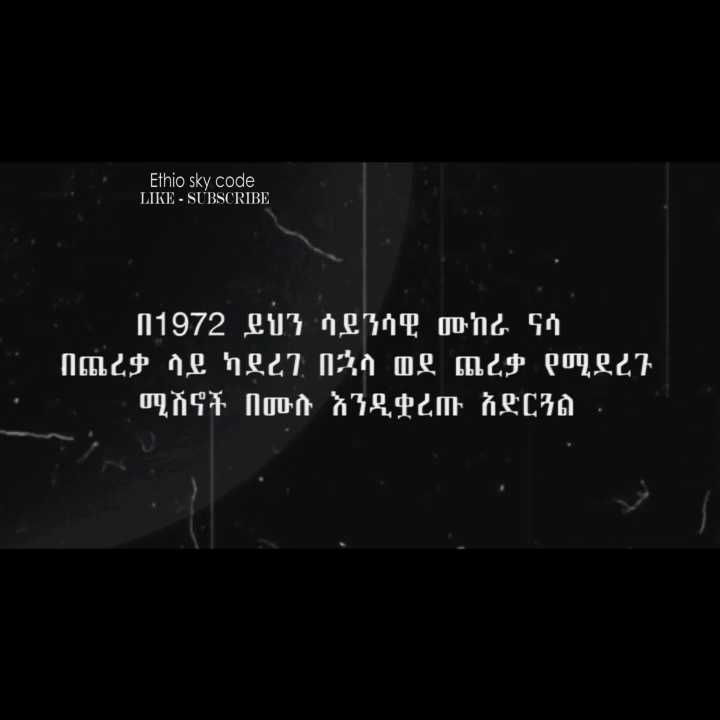 Ethio sky code
LIKE - SUBSCRIBE
በ1972 ይህን ሳይንሳዊ ሙከራ ናሳ
በጨረቃ ላይ ካደረገ በኋላ ወደ ጨረቃ የሚደረጉ
ሚሽኖች በሙሉ እንዲቋረጡ አድርጓል